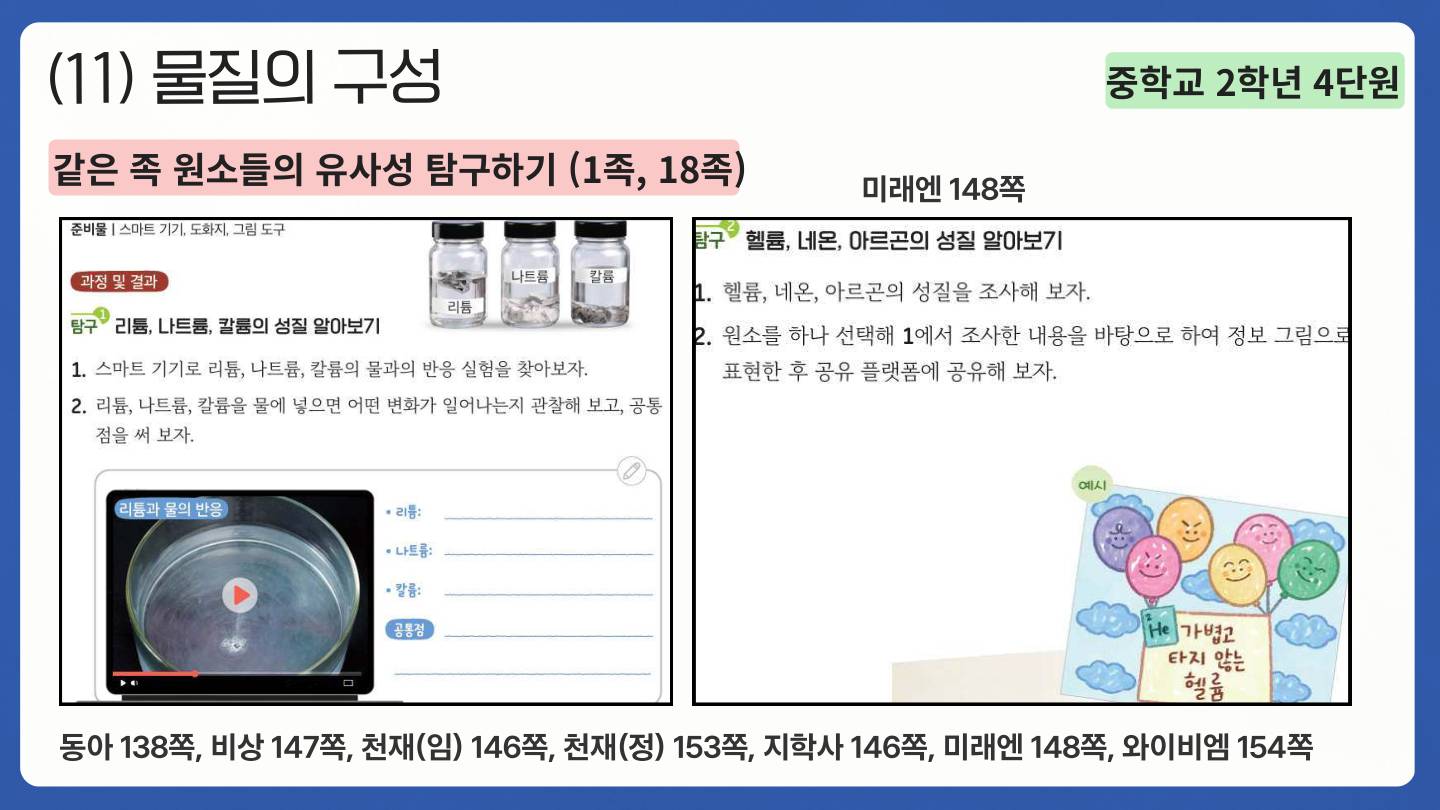 (11) 물질의 구성
중학교 2학년 4단원
같은 족 원소들의 유사성 탐구하기 (1족, 18족)
미래엔 148쪽
준비물 | 스마트 기기, 도화지, 그림 도구
리튬
나트륨
칼륨
과정 및 결과
탐구 1 리튬, 나트륨, 칼륨의 성질 알아보기
1. 스마트 기기로 리튬, 나트륨, 칼륨의 물과의 반응 실험을 찾아보자.
2. 리튬, 나트륨, 칼륨을 물에 넣으면 어떤 변화가 일어나는지 관찰해 보고, 공통
점을 써 보자.
리튬과 물의 반응
• 리튬:
• 나트륨:
• 칼륨:
공통점
탐구 2 헬륨, 네온, 아르곤의 성질 알아보기
1. 헬륨, 네온, 아르곤의 성질을 조사해 보자.
2. 원소를 하나 선택해 1에서 조사한 내용을 바탕으로 하여 정보 그림으로
표현한 후 공유 플랫폼에 공유해 보자.
예시
2
He
가볍고
타지 않는
헬륨
동아 138쪽, 비상 147쪽, 천재(임) 146쪽, 천재(정) 153쪽, 지학사 146쪽, 미래엔 148쪽, 와이비엠 154쪽